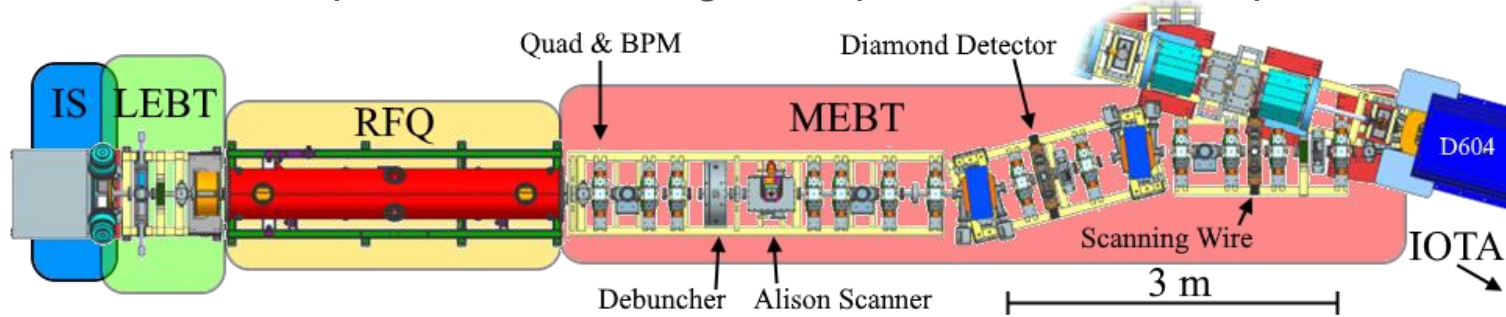 Quad & BPM
Diamond Detector
IS
LEBT
RFQ
MEBT
D604
Scanning Wire
IOTA
Debuncher
Alison Scanner
3 m